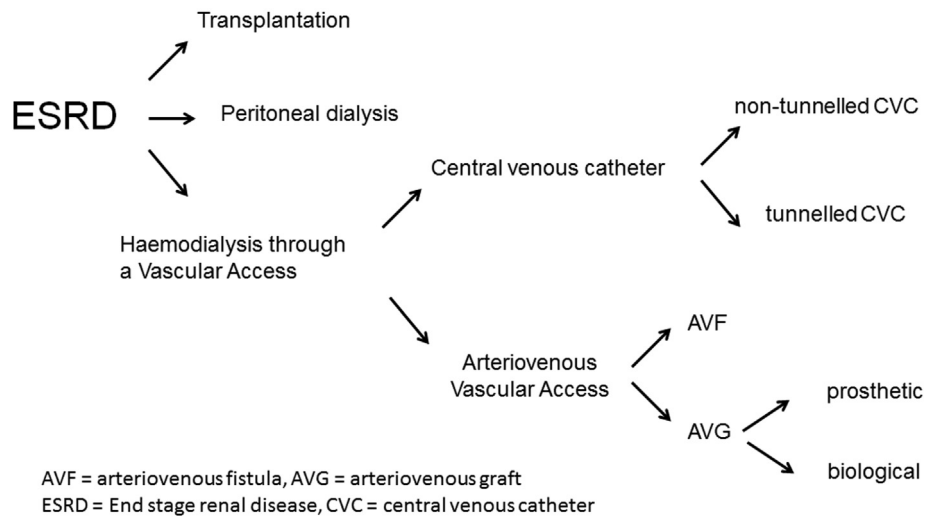 Transplantation
ESRD
Peritoneal dialysis
Haemodialysis through
a Vascular Access
Central venous catheter
non-tunnelled CVC
tunnelled CVC
Arteriovenous
Vascular Access
AVF
AVG
prosthetic
biological
AVF = arteriovenous fistula, AVG = arteriovenous graft
ESRD = End stage renal disease, CVC = central venous catheter